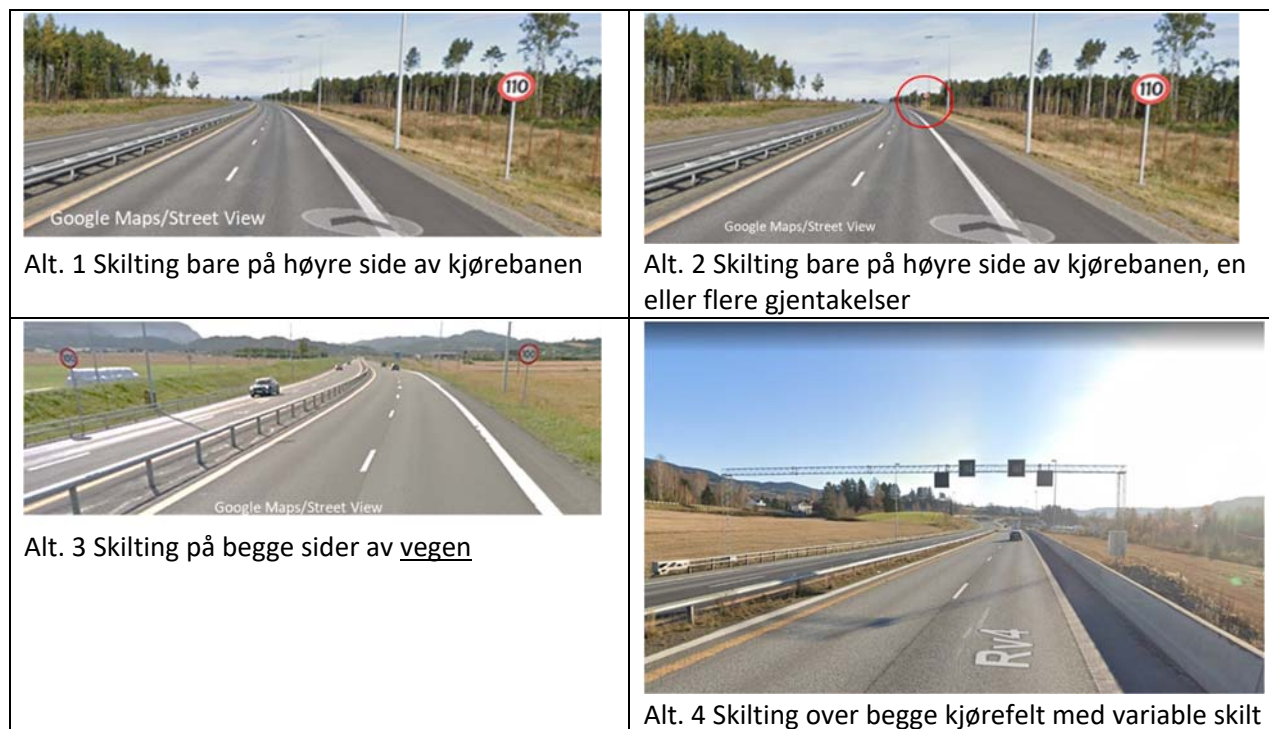 110
Google Maps/Street View
Alt. 1 Skilting bare på høyre side av kjørebanen
110
Google Maps/Street View
Alt. 2 Skilting bare på høyre side av kjørebanen, en
eller flere gjentakelser
100
100
Google Maps/Street View
Alt. 3 Skilting på begge sider av vegen
Rv4
Alt. 4 Skilting over begge kjørefelt med variable skilt